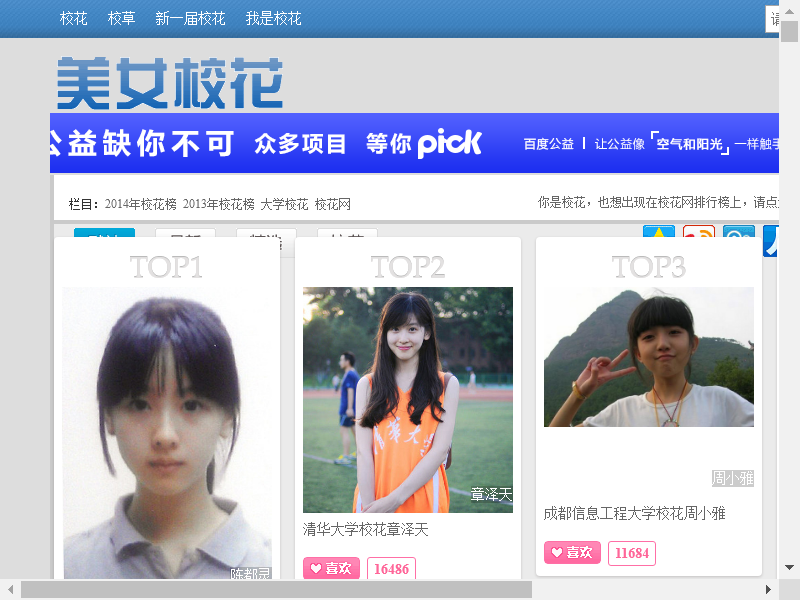 校花 校草 新一届校花 我是校花
美女校花
公益缺你不可 众多项目 等你pick 百度公益 让公益像「空气和阳光」一样触手
栏目：2014年校花榜 2013年校花榜 大学校花 校花网
你是校花，也想出现在校花网排行榜上，请点
TOP1
陈都灵
TOP2
章泽天
清华大学校花章泽天
喜欢 16486
TOP3
周小雅
成都信息工程大学校花周小雅
喜欢 11684